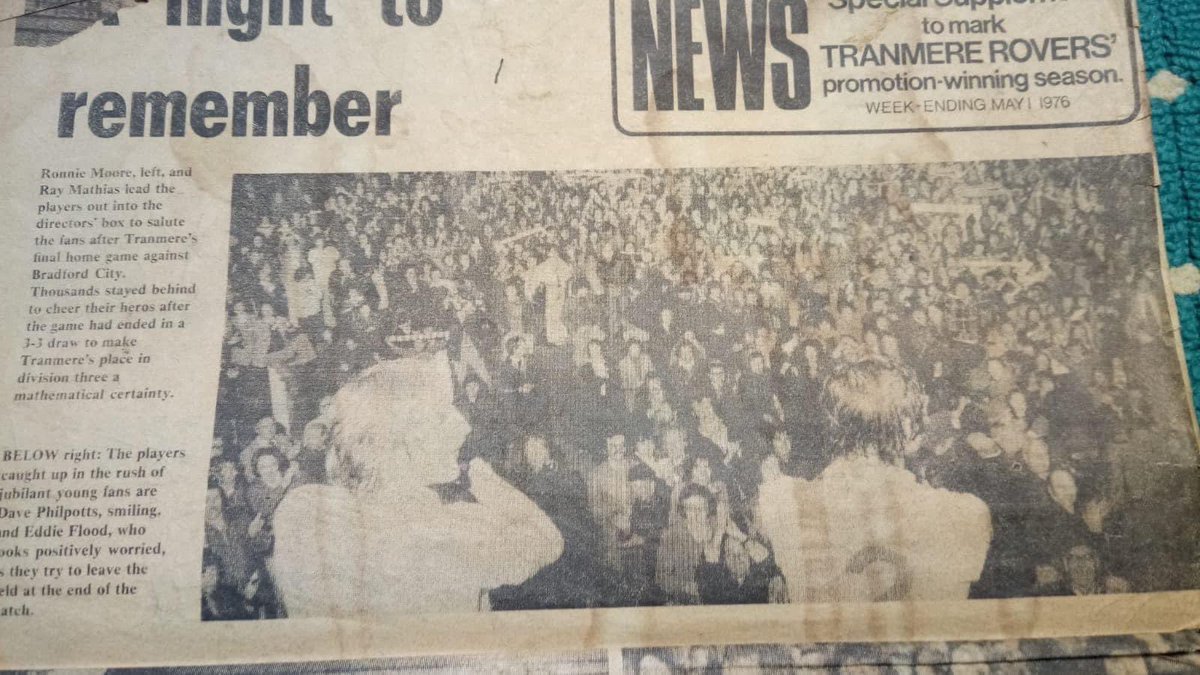 night to
remember
NEWS
Special
to mark
TRANMERE ROVERS'
promotion-winning season.
WEEK-ENDING MAY 1 1976
Ronnie Moore, left, and
Ray Mathias lead the
players out into the
directors' box to salute
the fans after Tranmere's
final home game against
Bradford City.
Thousands stayed behind
to cheer their heros after
the game had ended in a
3-3 draw to make
Tranmere's place in
division three a
mathematical certainty.
BELOW right: The players
caught up in the rush of
jubilant young fans are
Dave Philpotts, smiling,
and Eddie Flood, who
ooks positively worried,
s they try to leave the
eld at the end of the
atch.